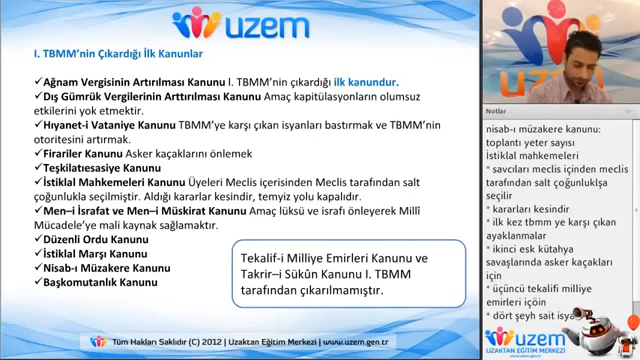 uzem
I. TBMM’nin Çıkardığı İlk Kanunlar
✓Ağnam Vergisinin Artırılması Kanunu I. TBMM’nin çıkardığı ilk kanundur.
✓Dış Gümrük Vergilerinin Arttırılması Kanunu Amaç kapitülasyonların olumsuz
etkilerini yok etmektir.
✓Hıyanet-i Vataniye Kanunu TBMM’ye karşı çıkan isyanları bastırmak ve TBMM’nin
otoritesini artırmak.
✓Firariler Kanunu Asker kaçaklarını önlemek
✓Teşkilatıesasiye Kanunu
✓İstiklal Mahkemeleri Kanunu Üyeleri Meclis içerisinden Meclis tarafından salt
çoğunlukla seçilmiştir. Aldığı kararlar kesindir, temyiz yolu kapalıdır.
✓Men–i İsrafat ve Men–i Müskirat Kanunu Amaç lüksü ve israfı önleyerek Millî
Mücadele’ye mali kaynak sağlamaktır.
✓Düzenli Ordu Kanunu
✓İstiklal Marşı Kanunu
✓Nisab-ı Müzakere Kanunu
✓Başkomutanlık Kanunu
Tekalif-i Milliye Emirleri Kanunu ve
Takrir–i Sükûn Kanunu I. TBMM
tarafından çıkarılmamıştır.
Tüm Hakları Saklıdır (C) 2012 | Uzaktan Eğitim Merkezi | www.uzem.gen.tr
Notlar
nisab-ı müzakere kanunu:
toplantı yeter sayısı
İstiklal mahkemeleri
* savcıları meclis içinden meclis
tarafından salt çoğunluklşa
seçilir
* kararları kesindir
* ilk kez tbmm ye karşı çıkan
ayaklanmalar
* ikinci esk kütahya
savaşlarında asker kaçakları
için
* üçüncü tekalifi milliye
emirleri içöin
* dört şeyh sait isya
uzem
UZAKTAN EĞİTİM MERKEZİ